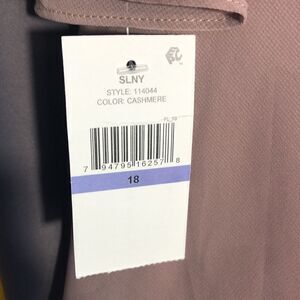 SLNY
STYLE: 114044
COLOR: CASHMERE
7 94795 16257 8
18